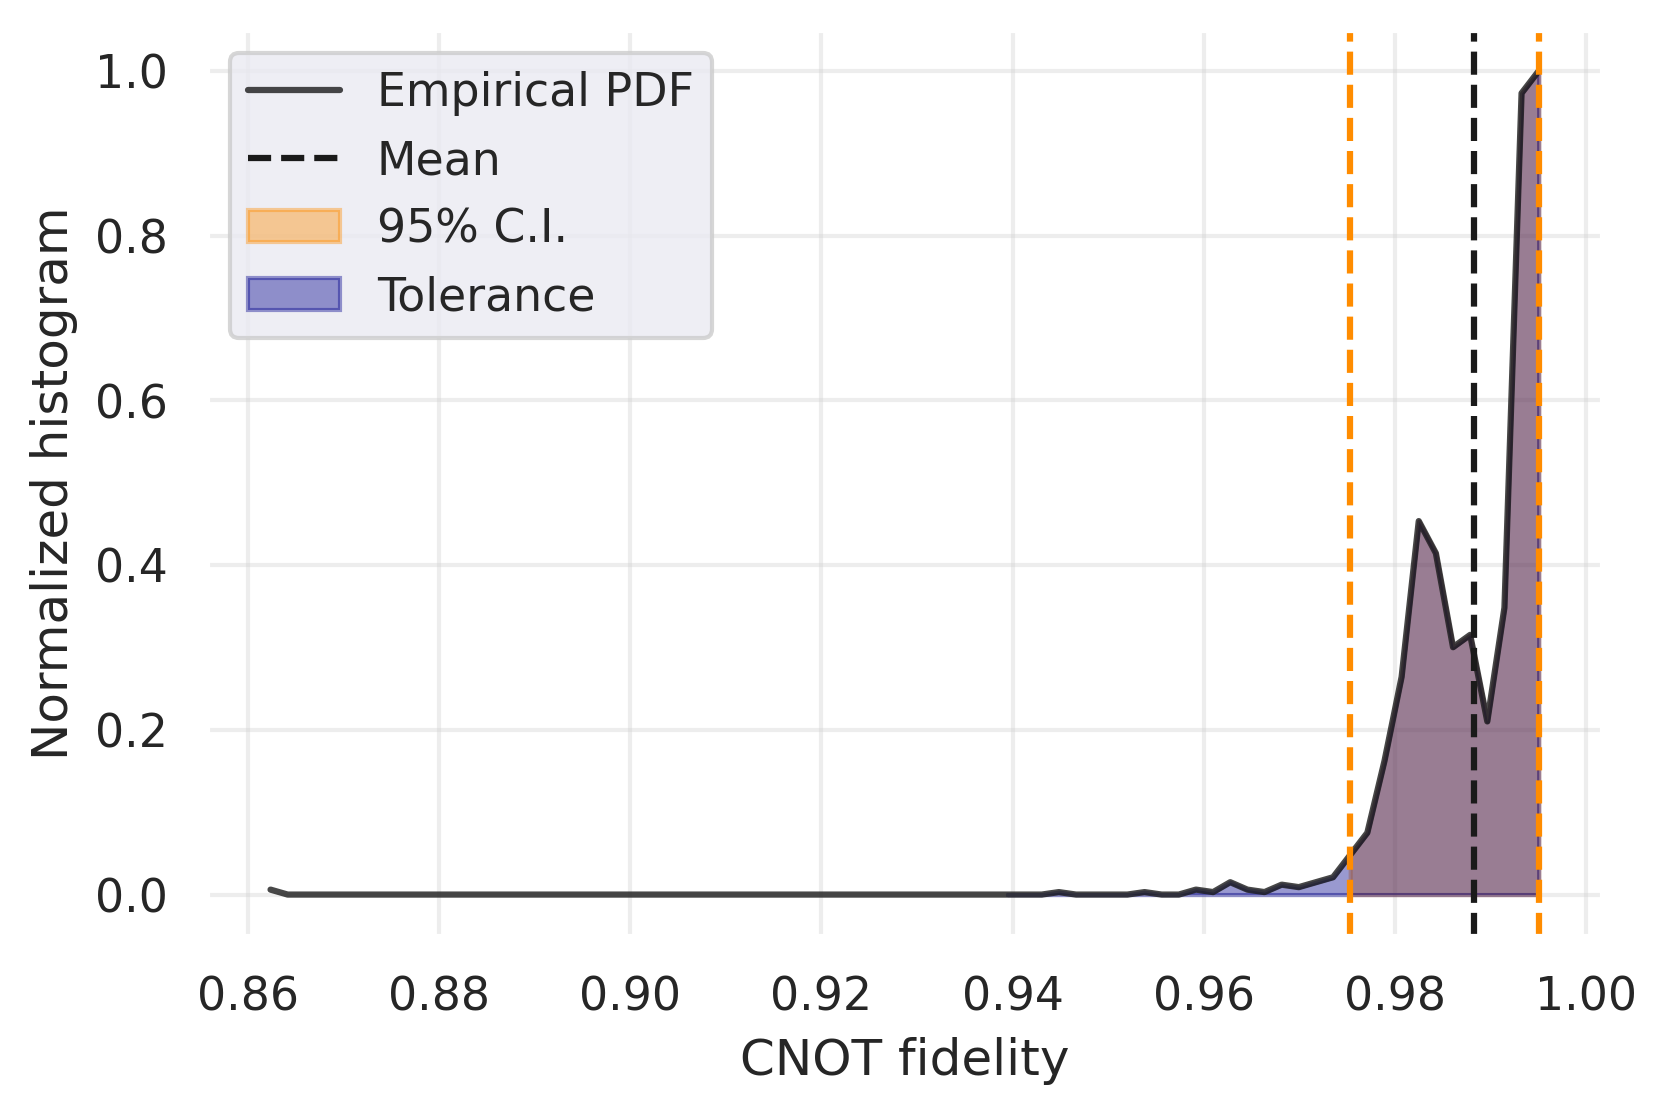 Empirical PDF
Mean
95% C.I.
Tolerance
Normalized histogram
1.0
0.8
0.6
0.4
0.2
0.0
0.86 0.88 0.90 0.92 0.94 0.96 0.98 1.00
CNOT fidelity